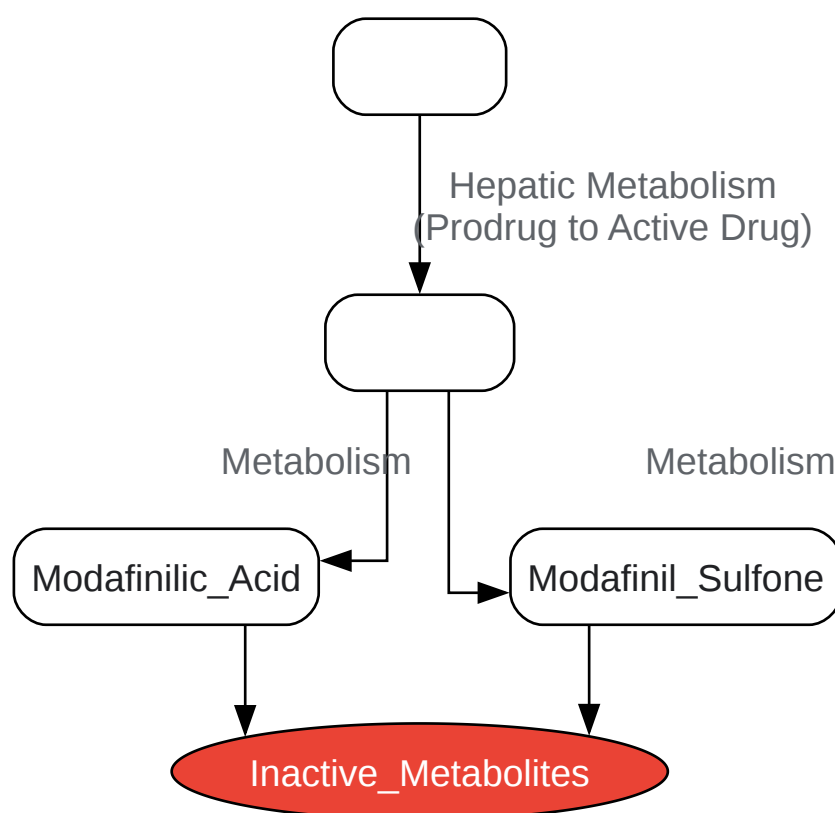 Hepatic Metabolism
(Prodrug to Active Drug)
Metabolism
Metabolism
Modafinilic_Acid
Modafinil_Sulfone
Inactive_Metabolites